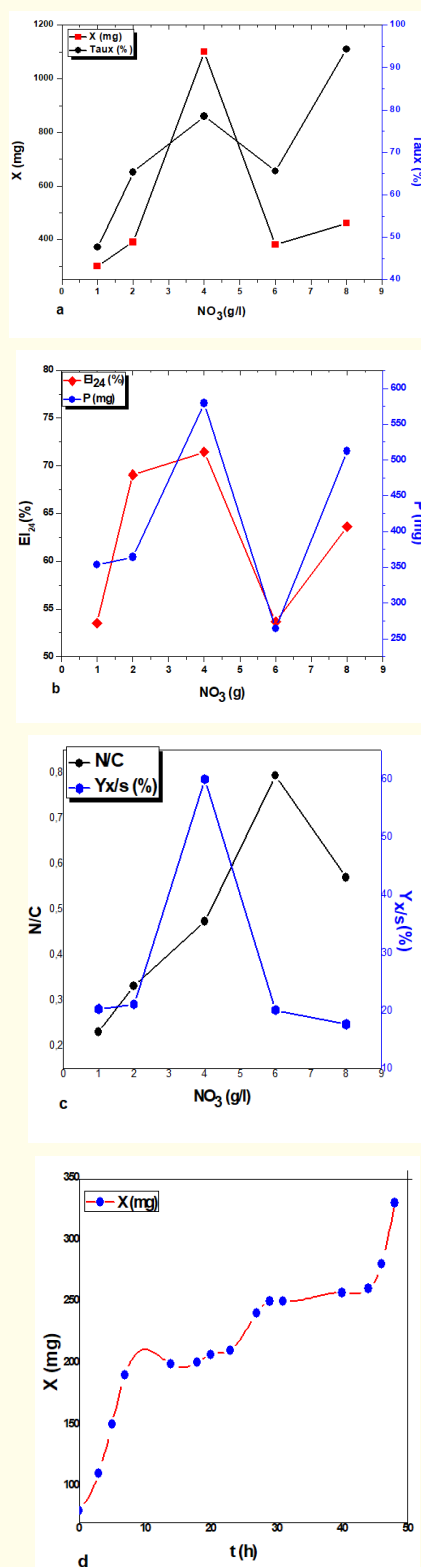 X (mg)
Taux (%)
1200
1000
800
600
400
X (mg)
100
90
80
70
60
50
40
Taux (%)
0 1 2 3 4 5 6 7 8 9
NO3(g/l)
a
EI24 (%)
P (mg)
80
75
70
65
60
55
50
EI24(%)
600
550
500
450
400
350
300
250
P (mg)
0 1 2 3 4 5 6 7 8 9
NO3 (g)
b
N/C
Yx/s (%)
0,8
0,7
0,6
0,5
0,4
0,3
0,2
N/C
60
50
40
30
20
10
Yx/s(%)
0 1 2 3 4 5 6 7 8 9
NO3 (g/l)
c
X(mg)
350
300
250
200
150
100
X (mg)
0 10 20 30 40 50
t(h)
d